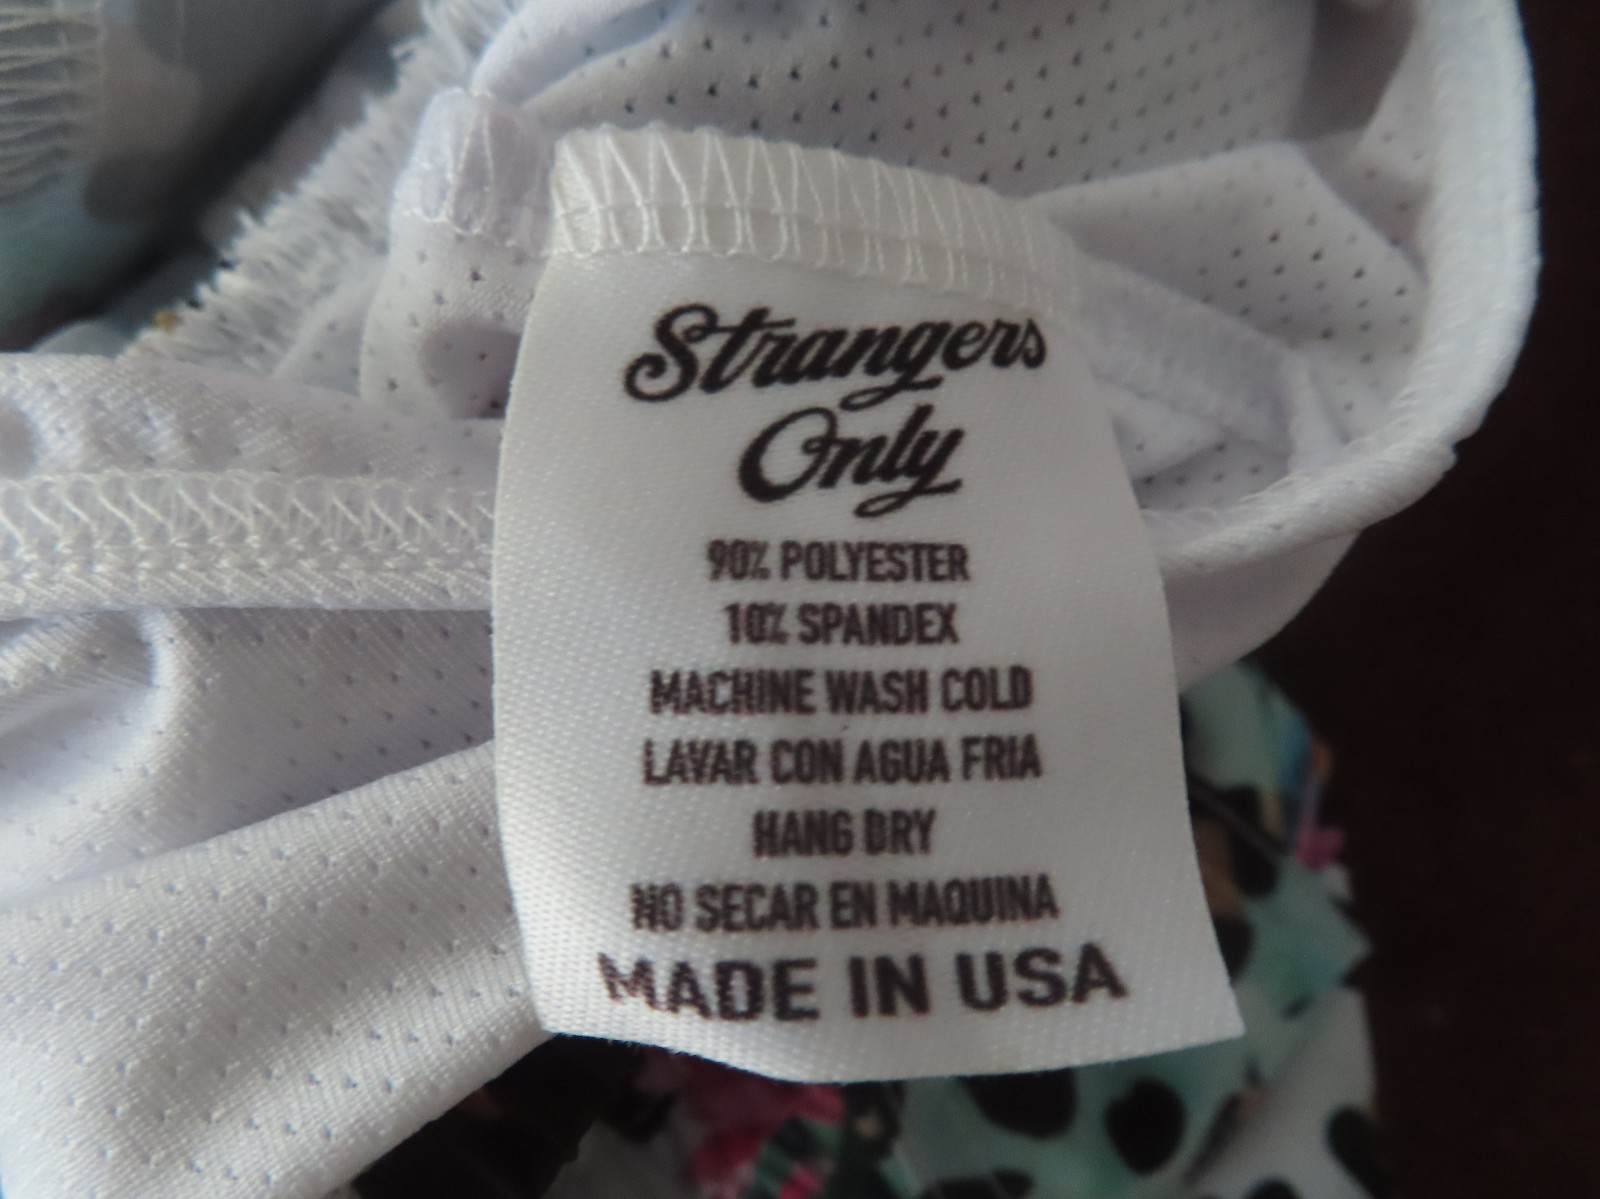 Strangers
Only
90% POLYESTER
10% SPANDEX
MACHINE WASH COLD
LAVAR CON AGUA FRIA
HANG DRY
NO SECAR EN MAQUINA
MADE IN USA